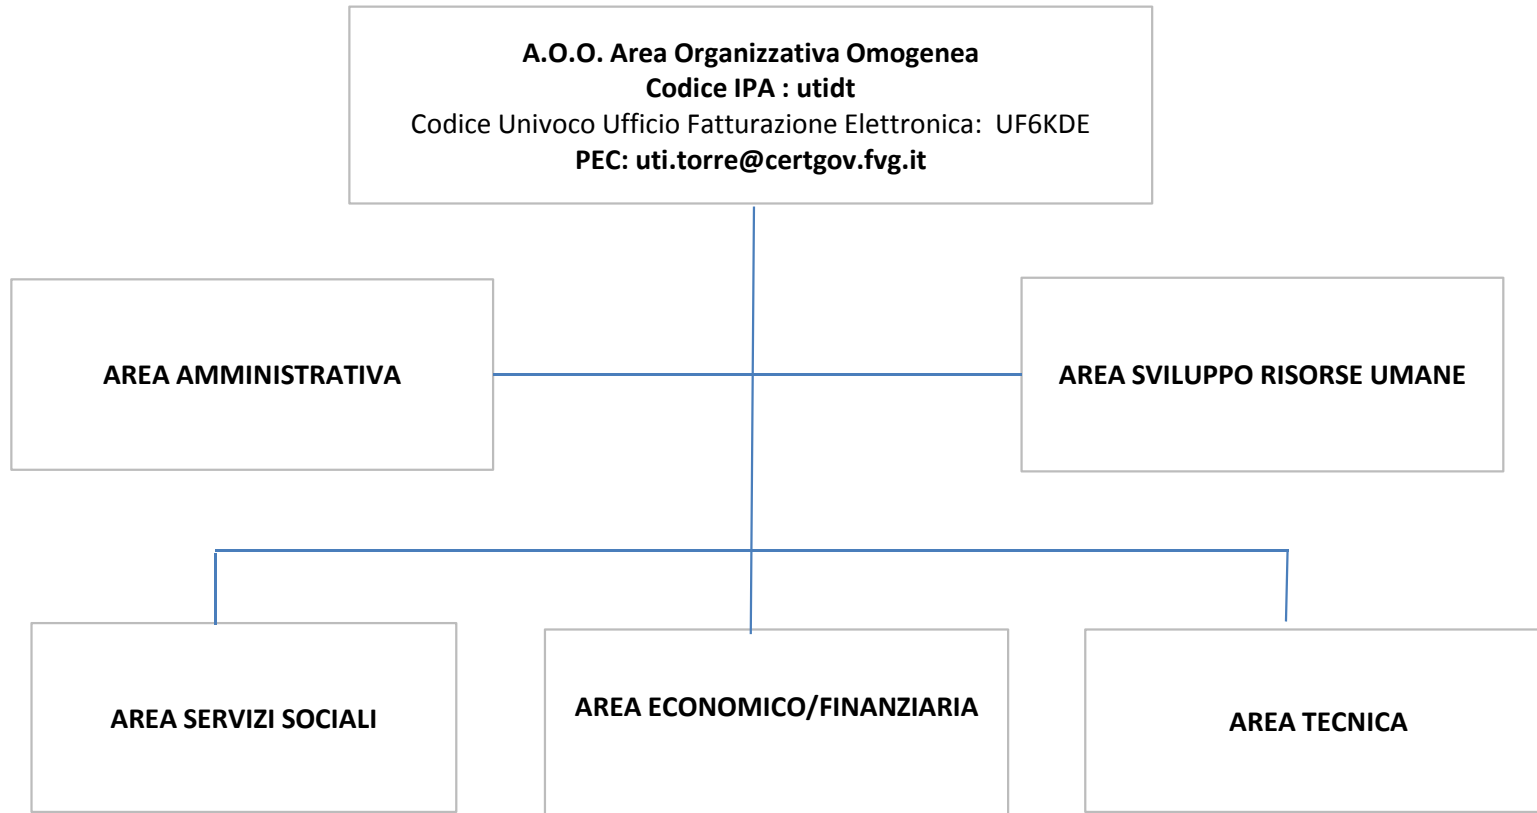 A.O.O. Area Organizzativa Omogenea
Codice IPA : utidt
Codice Univoco Ufficio Fatturazione Elettronica: UF6KDE
PEC: uti.torre@certgov.fvg.it
AREA AMMINISTRATIVA
AREA SVILUPPO RISORSE UMANE
AREA SERVIZI SOCIALI
AREA ECONOMICO/FINANZIARIA
AREA TECNICA